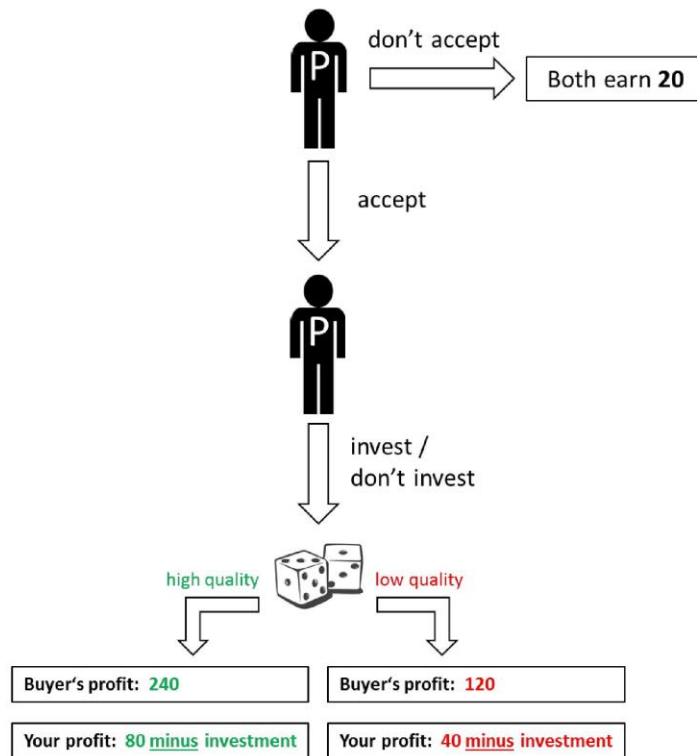 P
don't accept
Both earn 20
accept
P
invest /
don't invest
high quality
low quality
Buyer‘s profit: 240
Buyer‘s profit: 120
Your profit: 80 minus investment
Your profit: 40 minus investment